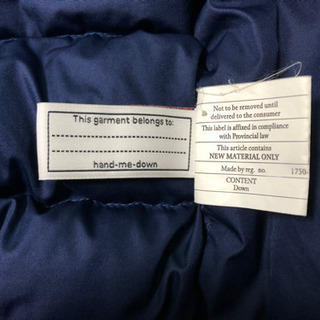 This garment belongs to:
hand-me-down
Not to be removed until
delivered to the consumer
This label is affixed in compliance
with Provincial law
This article contains
NEW MATERIAL ONLY
Made by reg. no. 1750-
CONTENT
Down